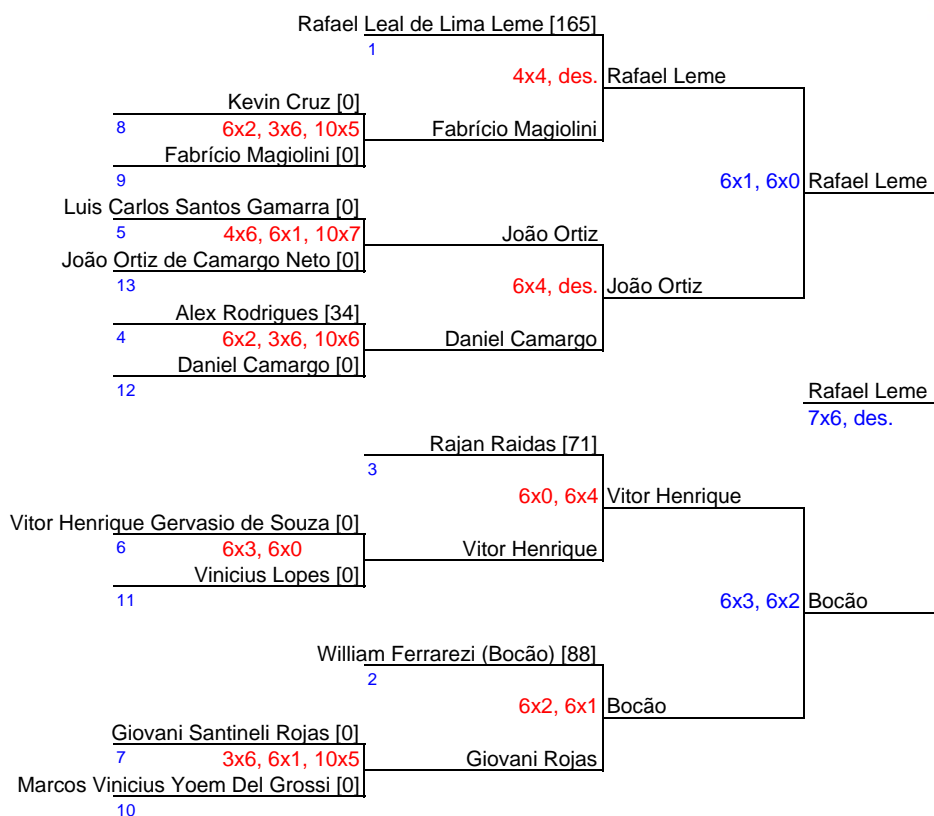 Rafael Leal de Lima Leme [165]
1
4x4, des. Rafael Leme
Kevin Cruz [0]
8 6x2, 3x6, 10x5 Fabrício Magiolini
Fabrício Magiolini [0]
9
6x1, 6x0 Rafael Leme
Luis Carlos Santos Gamarra [0]
5 4x6, 6x1, 10x7 João Ortiz
João Ortiz de Camargo Neto [0]
13
6x4, des. João Ortiz
Alex Rodrigues [34]
4 6x2, 3x6, 10x6 Daniel Camargo
Daniel Camargo [0]
12
Rafael Leme
7x6, des.
Rajan Raidas [71]
3
6x0, 6x4 Vitor Henrique
Vitor Henrique Gervasio de Souza [0]
6 6x3, 6x0 Vitor Henrique
Vinicius Lopes [0]
11
6x3, 6x2 Bocão
William Ferrarezi (Bocão) [88]
2
6x2, 6x1 Bocão
Giovani Santineli Rojas [0]
7 3x6, 6x1, 10x5 Giovani Rojas
Marcos Vinicius Yoem Del Grossi [0]
10